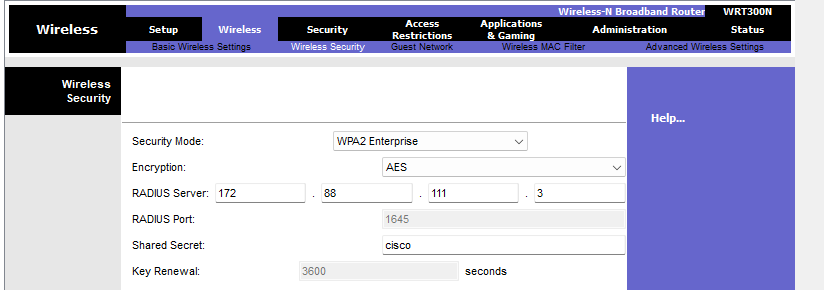 Wireless-N Broadband Router WRT300N
Wireless
Setup Wireless Security Access Restrictions Applications & Gaming Administration Status
Basic Wireless Settings Wireless Security Guest Network Wireless MAC Filter Advanced Wireless Settings
Wireless
Security
Help...
Security Mode: WPA2 Enterprise
Encryption: AES
RADIUS Server: 172 . 88 . 111 . 3
RADIUS Port: 1645
Shared Secret: cisco
Key Renewal: 3600 seconds